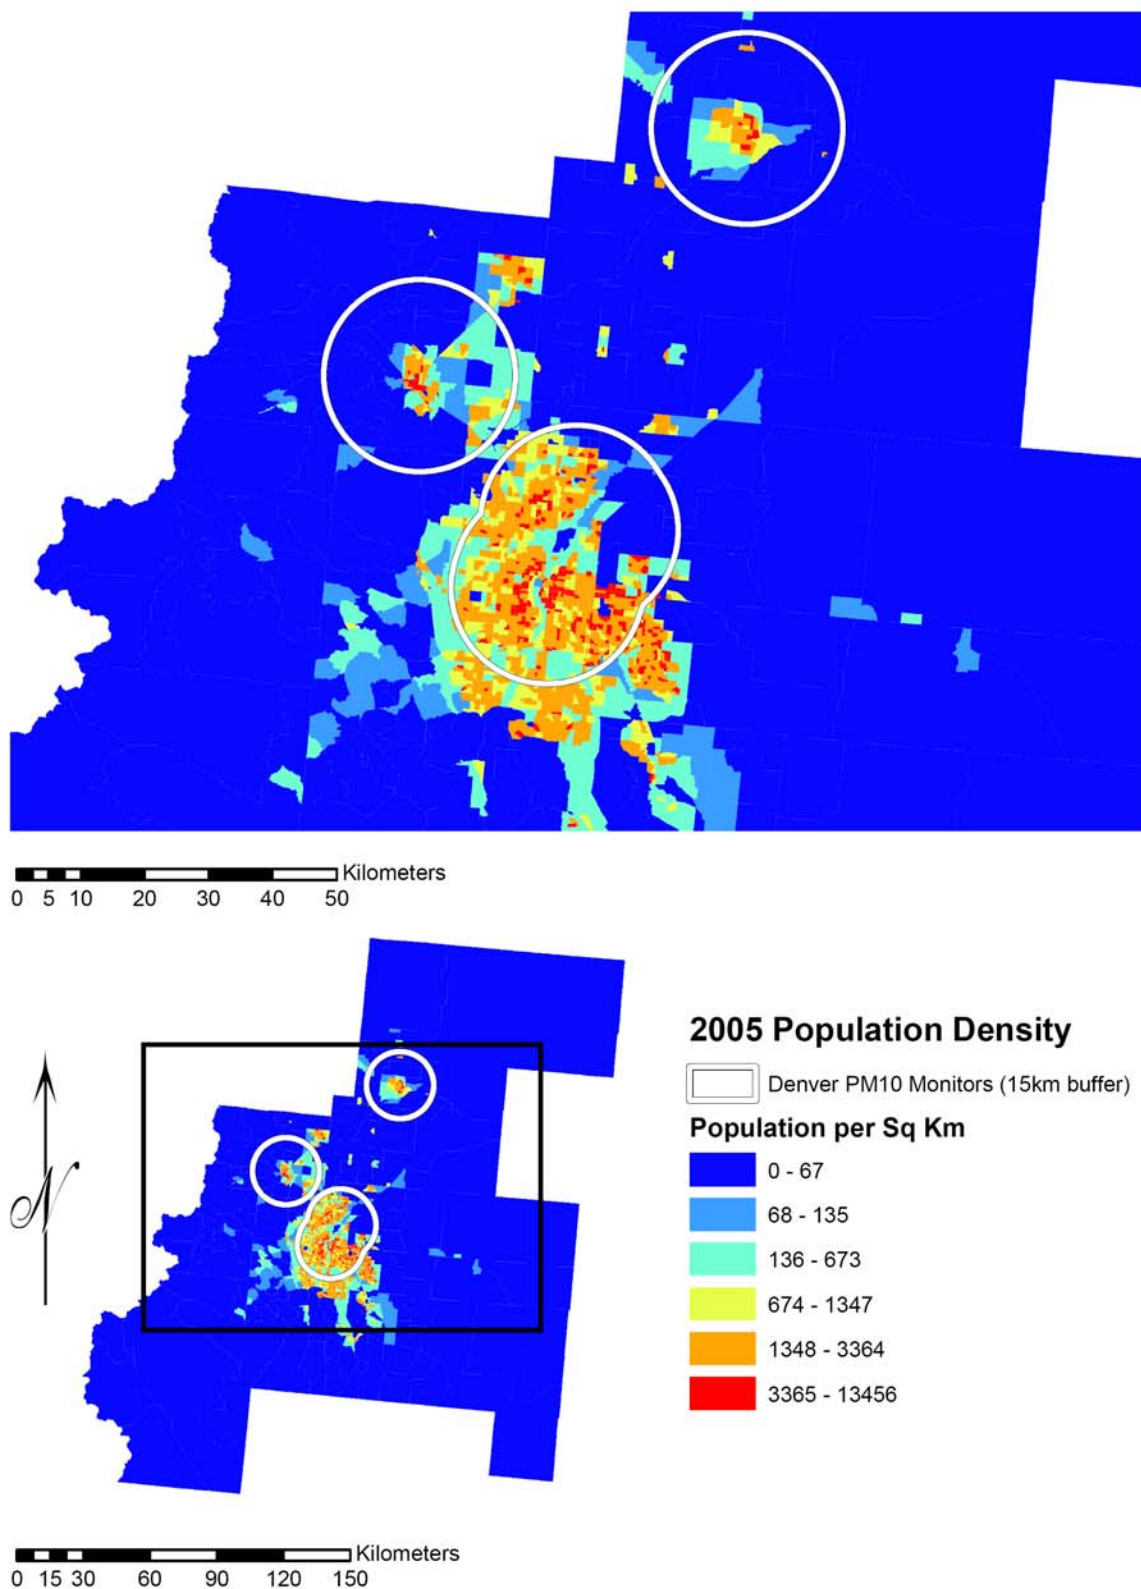 Kilometers
0 5 10 20 30 40 50
N
2005 Population Density
Denver PM10 Monitors (15km buffer)
Population per Sq Km
0 - 67
68 - 135
136 - 673
674 - 1347
1348 - 3364
3365 - 13456
Kilometers
0 15 30 60 90 120 150